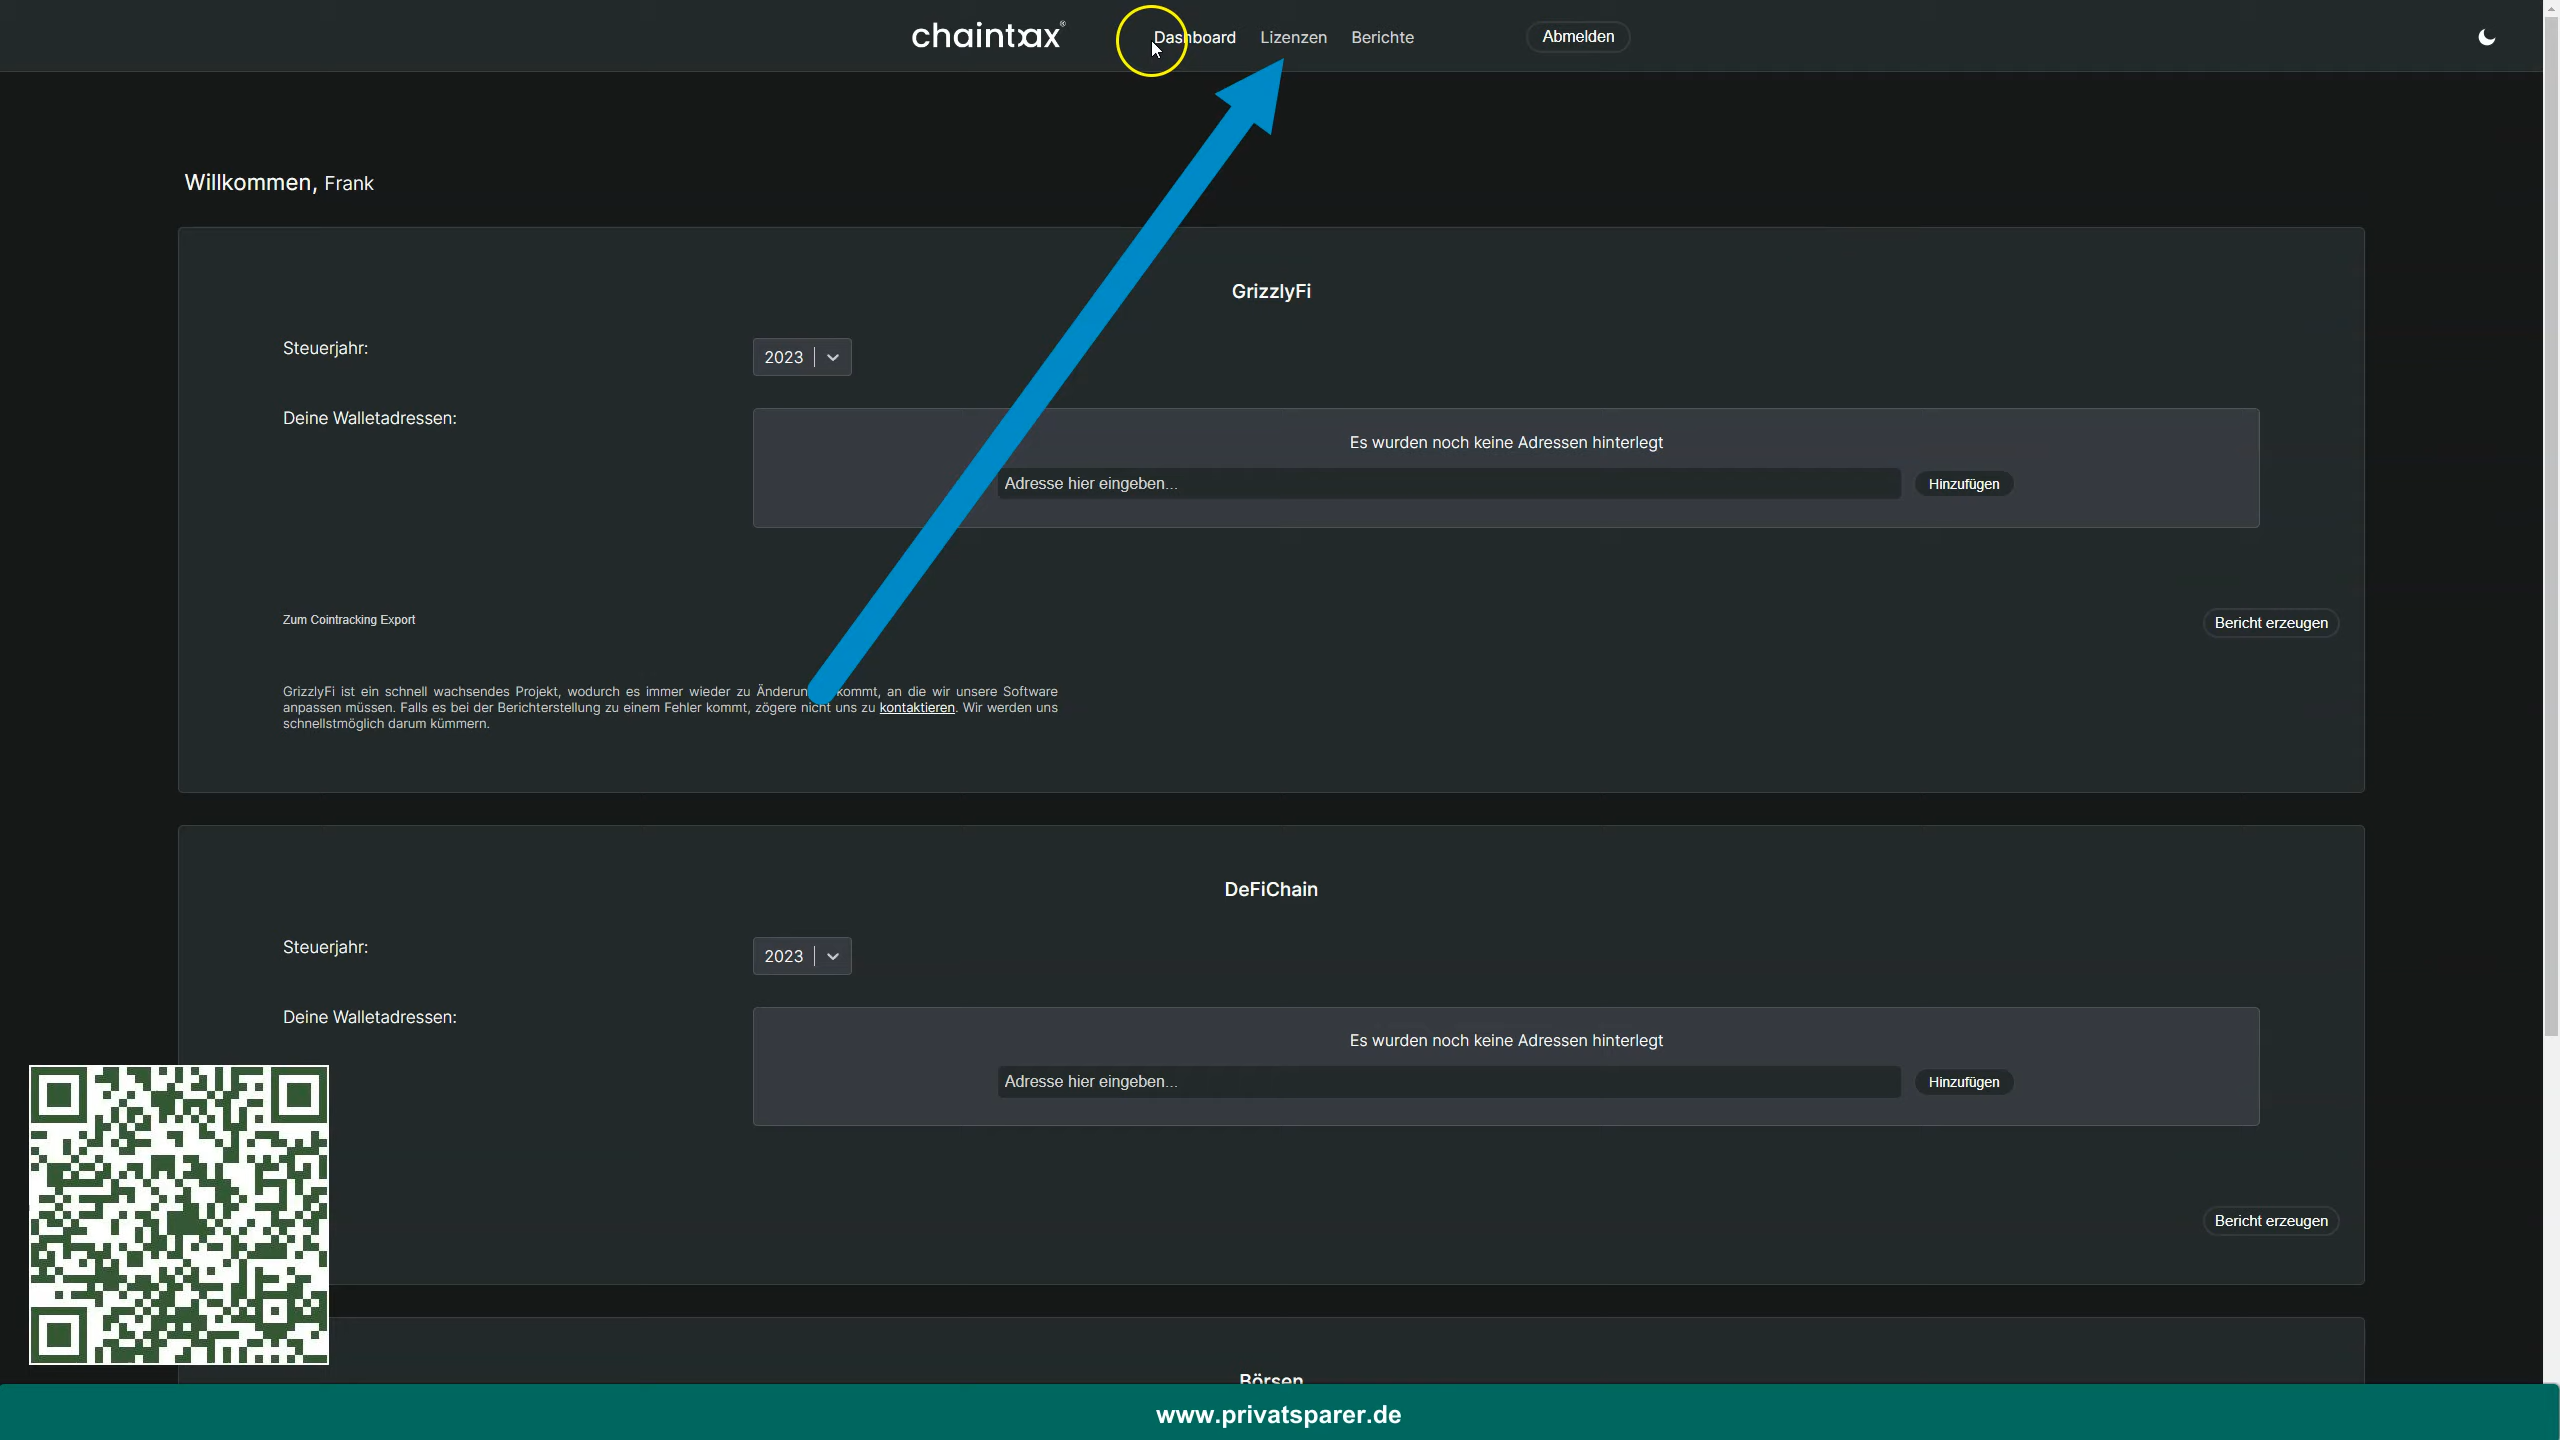 chaintax®
Dashboard Lizenzen Berichte Abmelden
Willkommen, Frank
GrizzlyFi
Steuerjahr:
2023
Deine Walletadressen:
Es wurden noch keine Adressen hinterlegt
Adresse hier eingeben...
Hinzufügen
Zum Cointracking Export
Bericht erzeugen
GrizzlyFi ist ein schnell wachsendes Projekt, wodurch es immer wieder zu kommt, an die wir unsere Software
anpassen müssen. Falls es bei der Berichterstellung zu einem Fehler kommt, zögere nicht uns zu kontaktieren. Wir werden uns
schnellstmöglich darum kümmern.
DeFiChain
Steuerjahr:
2023
Deine Walletadressen:
Es wurden noch keine Adressen hinterlegt
Adresse hier eingeben...
Hinzufügen
Bericht erzeugen
Börsen
www.privatsparer.de